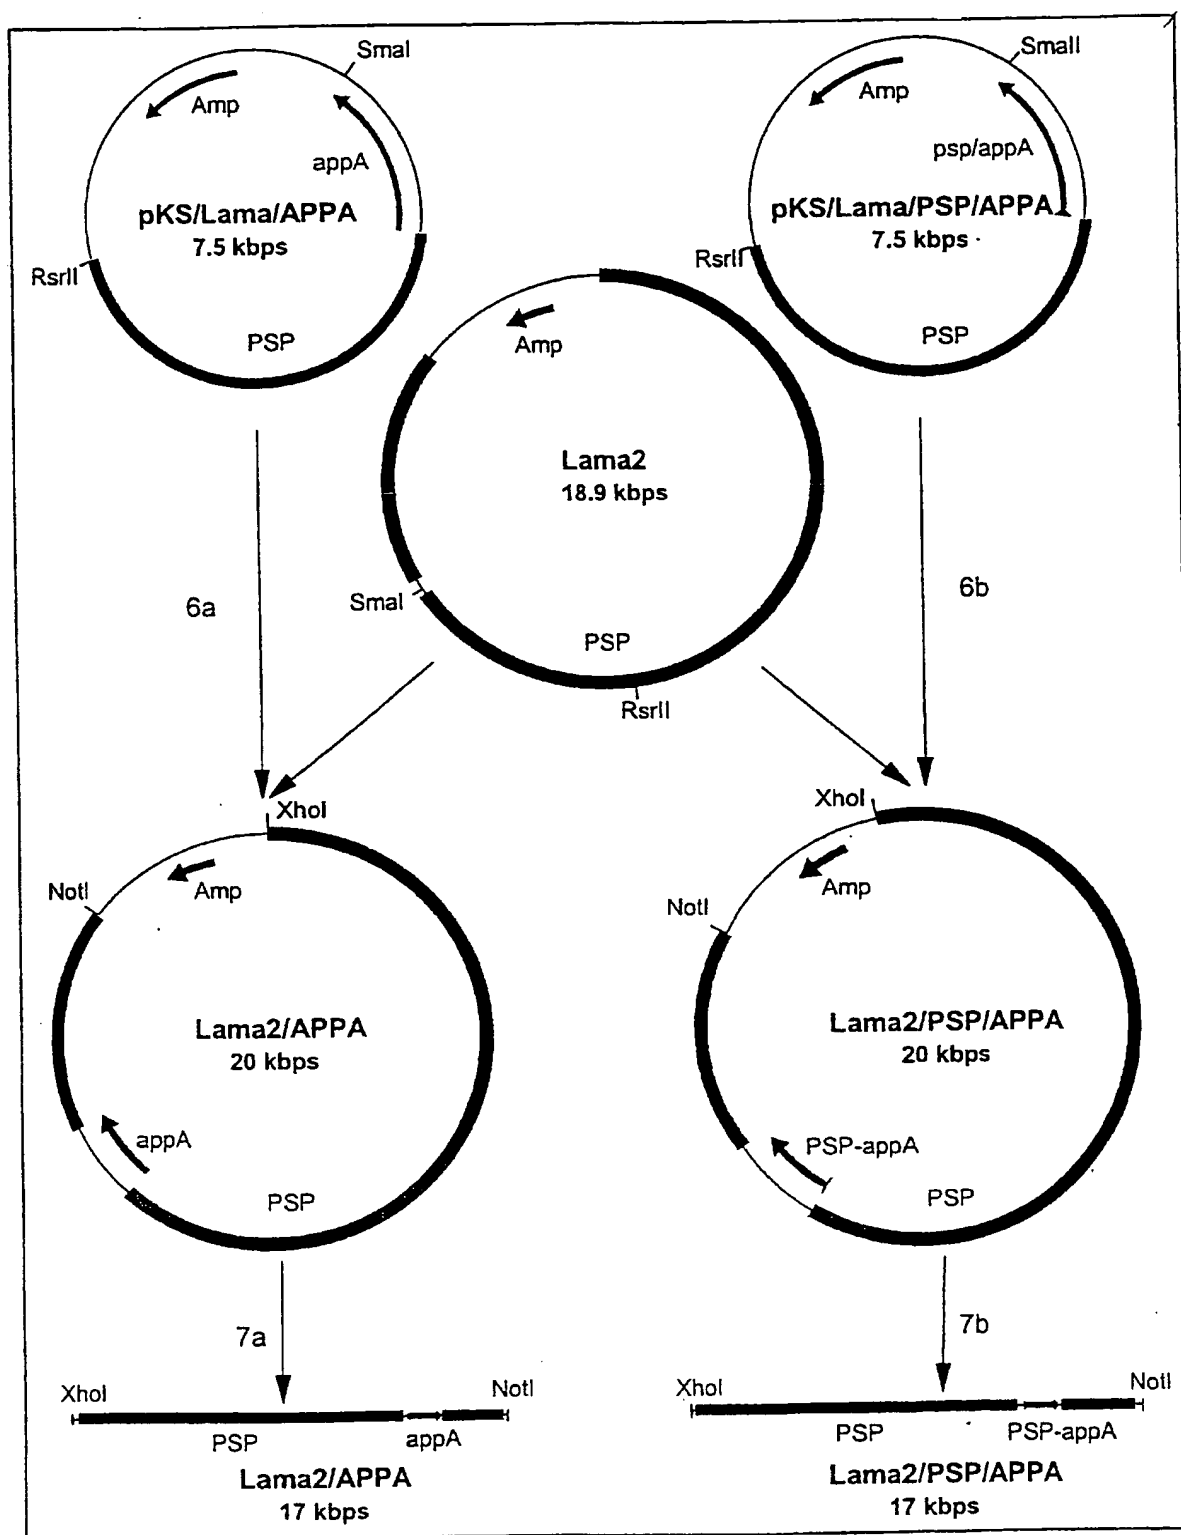 SmaI
Amp
appA
pKS/Lama/APPA
7.5 kbps
RsrII
PSP
SmaII
Amp
psp/appA
pKS/Lama/PSP/APPA
7.5 kbps
RsrII
PSP
Amp
Lama2
18.9 kbps
SmaI
PSP
RsrII
6a
6b
XhoI
Amp
NotI
Lama2/APPA
20 kbps
appA
PSP
XhoI
Amp
NotI
Lama2/PSP/APPA
20 kbps
PSP-appA
PSP
7a
7b
XhoI
NotI
PSP
appA
Lama2/APPA
17 kbps
XhoI
NotI
PSP
PSP-appA
Lama2/PSP/APPA
17 kbps